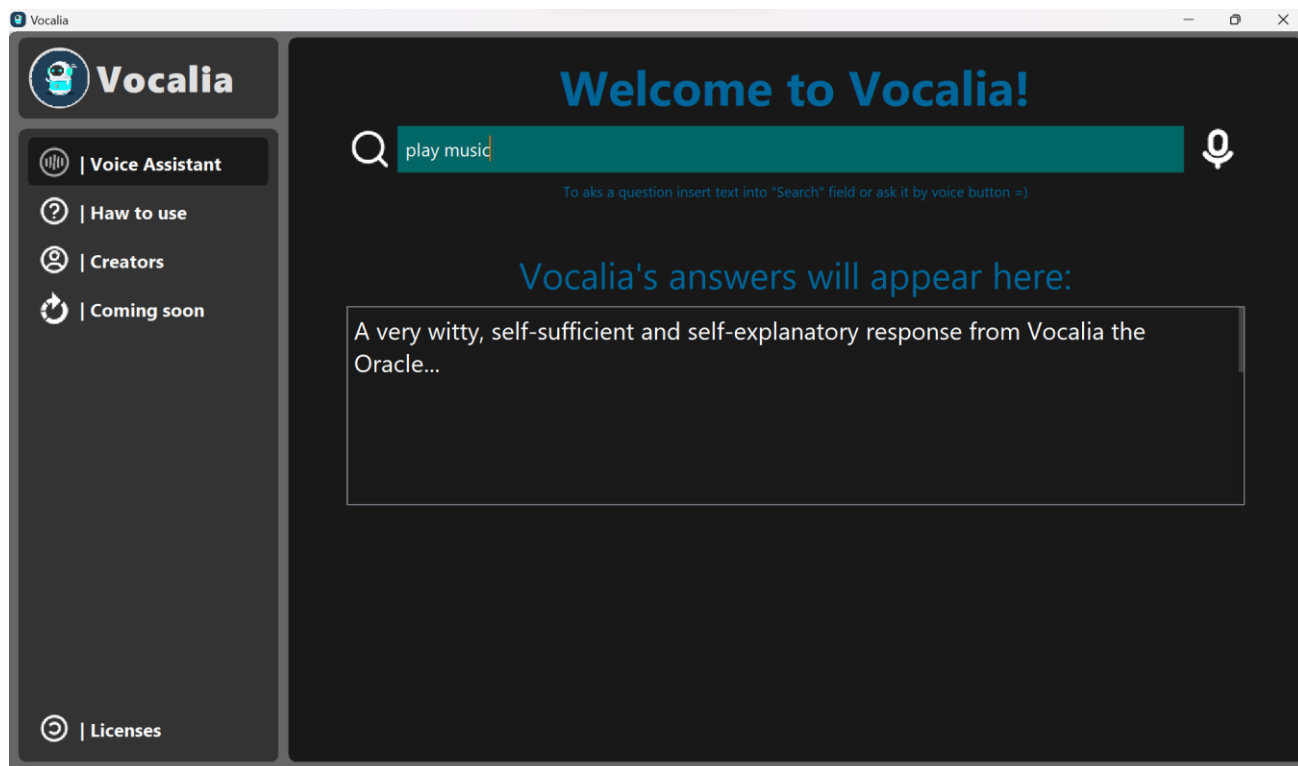 Vocalia
Vocalia
| Voice Assistant
| Haw to use
| Creators
| Coming soon
| Licenses
Welcome to Vocalia!
play music
To aks a question insert text into "Search" field or ask it by voice button =)
Vocalia's answers will appear here:
A very witty, self-sufficient and self-explanatory response from Vocalia the
Oracle...